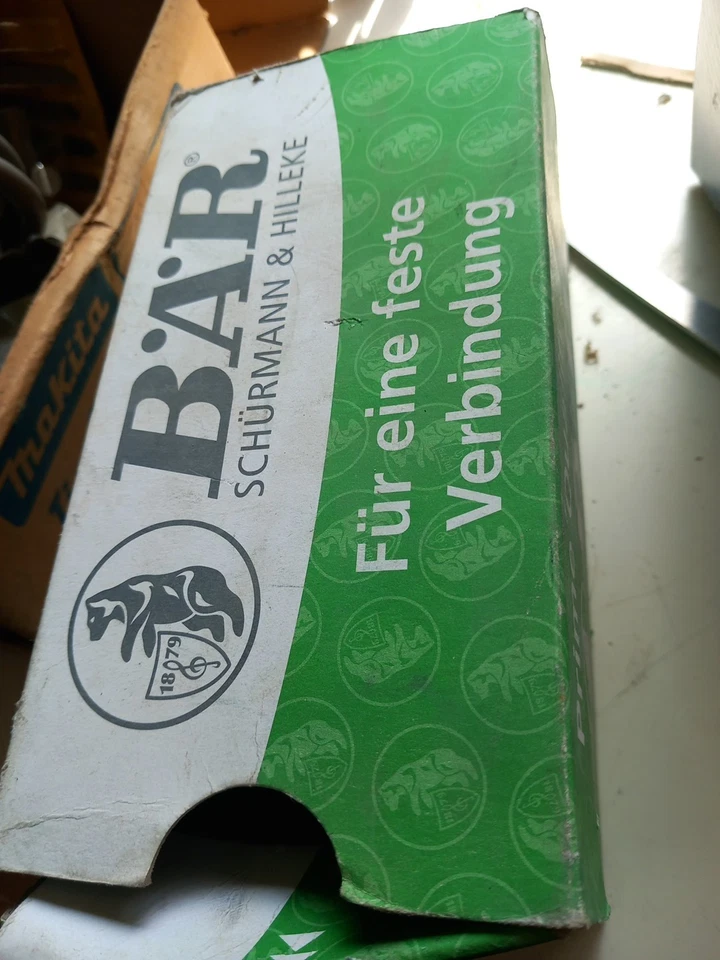 BÄR®
SCHÜRMANN & HILLEKE
1879
Für eine feste
Verbindung
makita